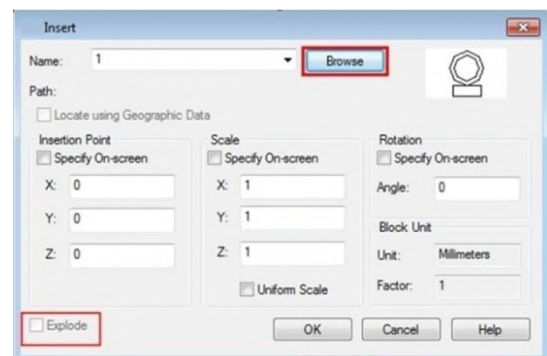 Insert
Name: 1 Browse
Path:
Locate using Geographic Data
Insertion Point
Specify On-screen
X: 0
Y: 0
Z: 0
Scale
Specify On-screen
X: 1
Y: 1
Z: 1
Uniform Scale
Rotation
Specify On-screen
Angle: 0
Block Unit
Unit: Millimeters
Factor: 1
Explode
OK Cancel Help